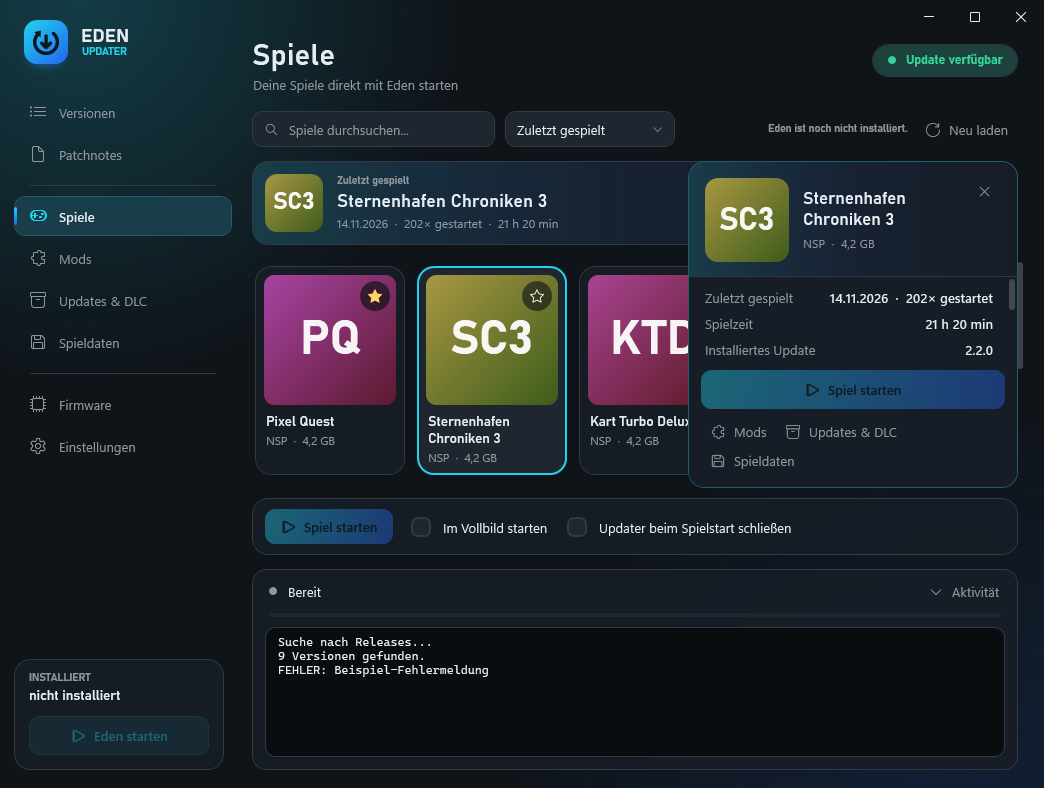 EDEN
UPDATER
Versionen
Patchnotes
Spiele
Mods
Updates & DLC
Spieldaten
Firmware
Einstellungen
INSTALLIERT
nicht installiert
Eden starten
Spiele
Deine Spiele direkt mit Eden starten
Update verfügbar
Spiele durchsuchen...
Zuletzt gespielt
Eden ist noch nicht installiert.
Neu laden
SC3
Zuletzt gespielt
Sternenhafen Chroniken 3
14.11.2026 · 202× gestartet · 21 h 20 min
PQ
Pixel Quest
NSP · 4,2 GB
SC3
Sternenhafen
Chroniken 3
NSP · 4,2 GB
KTD
Kart Turbo Delux
NSP · 4,2 GB
SC3
Sternenhafen
Chroniken 3
NSP · 4,2 GB
Zuletzt gespielt 14.11.2026 · 202× gestartet
Spielzeit 21 h 20 min
Installiertes Update 2.2.0
Spiel starten
Mods Updates & DLC
Spieldaten
Spiel starten Im Vollbild starten Updater beim Spielstart schließen
Bereit
Aktivität
Suche nach Releases...
9 Versionen gefunden.
FEHLER: Beispiel-Fehlermeldung